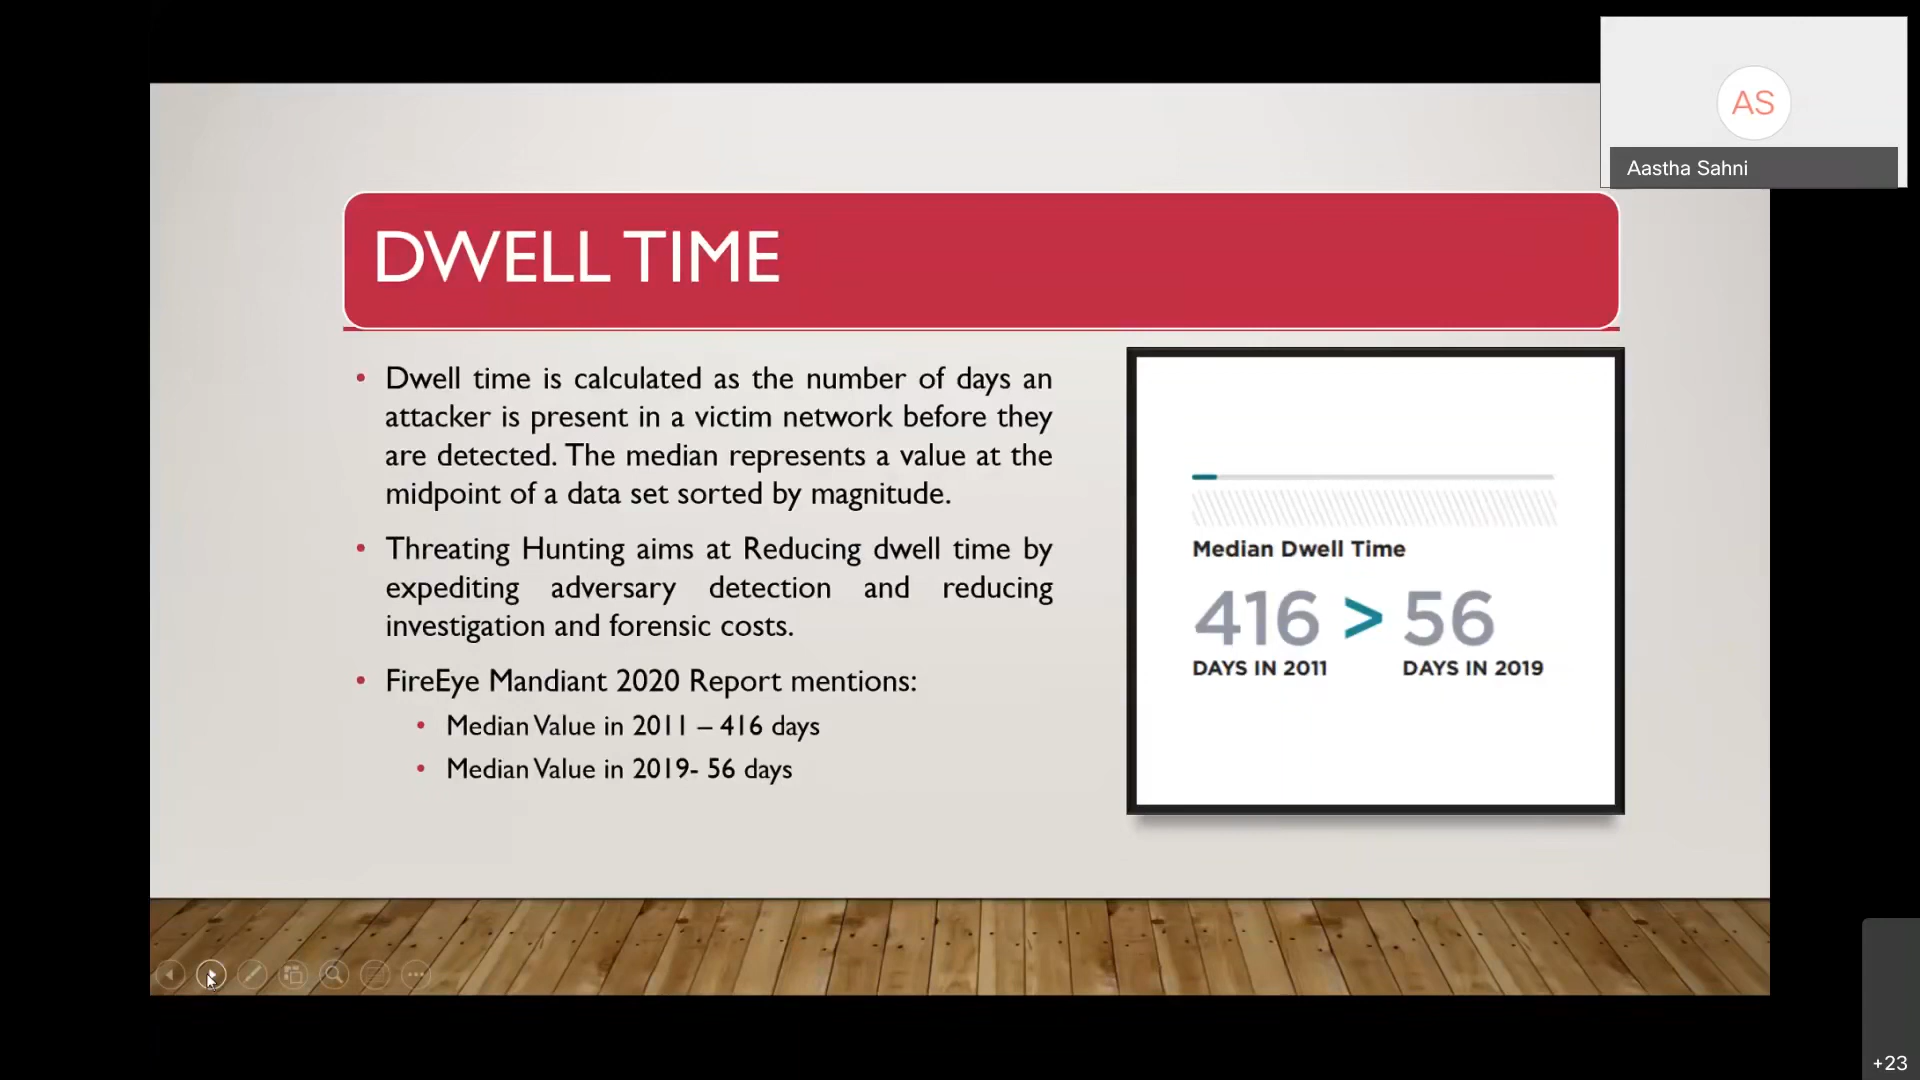 AS
Aastha Sahni
DWELL TIME
• Dwell time is calculated as the number of days an
attacker is present in a victim network before they
are detected. The median represents a value at the
midpoint of a data set sorted by magnitude.
• Threating Hunting aims at Reducing dwell time by
expediting adversary detection and reducing
investigation and forensic costs.
• FireEye Mandiant 2020 Report mentions:
• Median Value in 2011 – 416 days
• Median Value in 2019- 56 days
Median Dwell Time
416 > 56
DAYS IN 2011 DAYS IN 2019
+23